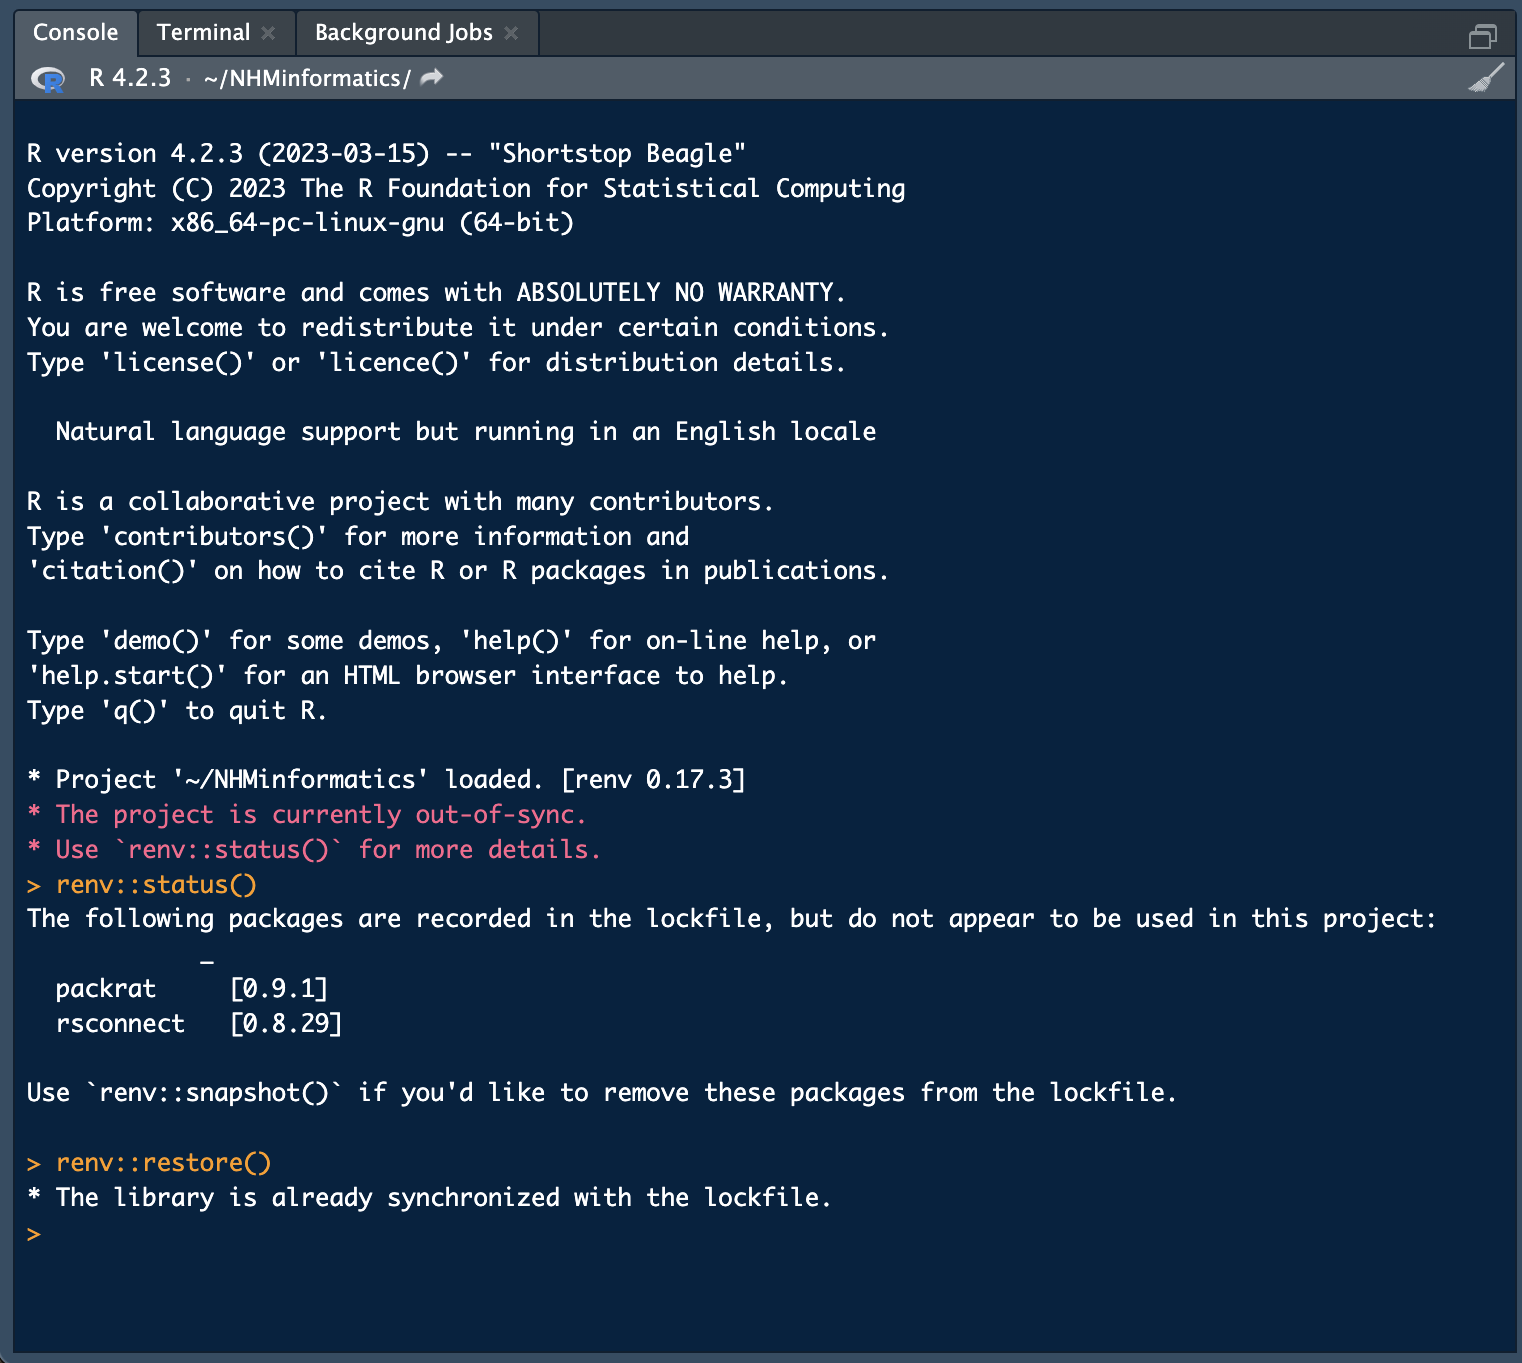 Console Terminal Background Jobs
R 4.2.3 · ~/NHMinformatics/
R version 4.2.3 (2023-03-15) -- "Shortstop Beagle"
Copyright (C) 2023 The R Foundation for Statistical Computing
Platform: x86_64-pc-linux-gnu (64-bit)
R is free software and comes with ABSOLUTELY NO WARRANTY.
You are welcome to redistribute it under certain conditions.
Type 'license()' or 'licence()' for distribution details.
Natural language support but running in an English locale
R is a collaborative project with many contributors.
Type 'contributors()' for more information and
'citation()' on how to cite R or R packages in publications.
Type 'demo()' for some demos, 'help()' for on-line help, or
'help.start()' for an HTML browser interface to help.
Type 'q()' to quit R.
* Project '~/NHMinformatics' loaded. [renv 0.17.3]
* The project is currently out-of-sync.
* Use `renv::status()` for more details.
> renv::status()
The following packages are recorded in the lockfile, but do not appear to be used in this project:
_
packrat [0.9.1]
rsconnect [0.8.29]
Use `renv::snapshot()` if you'd like to remove these packages from the lockfile.
> renv::restore()
* The library is already synchronized with the lockfile.
>